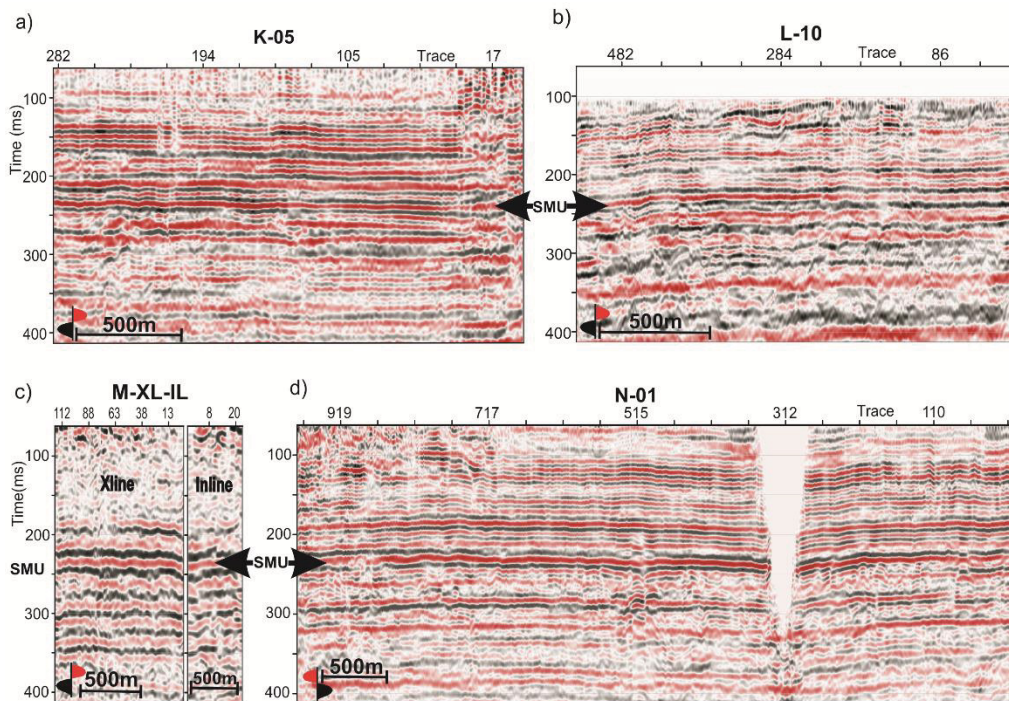 a)
K-05
282 194 105 Trace 17
Time (ms)
100
200
300
400
500m
b)
L-10
482 284 Trace 86
100
200
300
400
500m
SMU
c)
M-XL-IL
112 88 63 38 13 8 20
Time(ms)
Xline
Inline
100
200
SMU
300
400
500m
500m
SMU
d)
N-01
919 717 515 312 Trace 110
100
200
300
400
500m